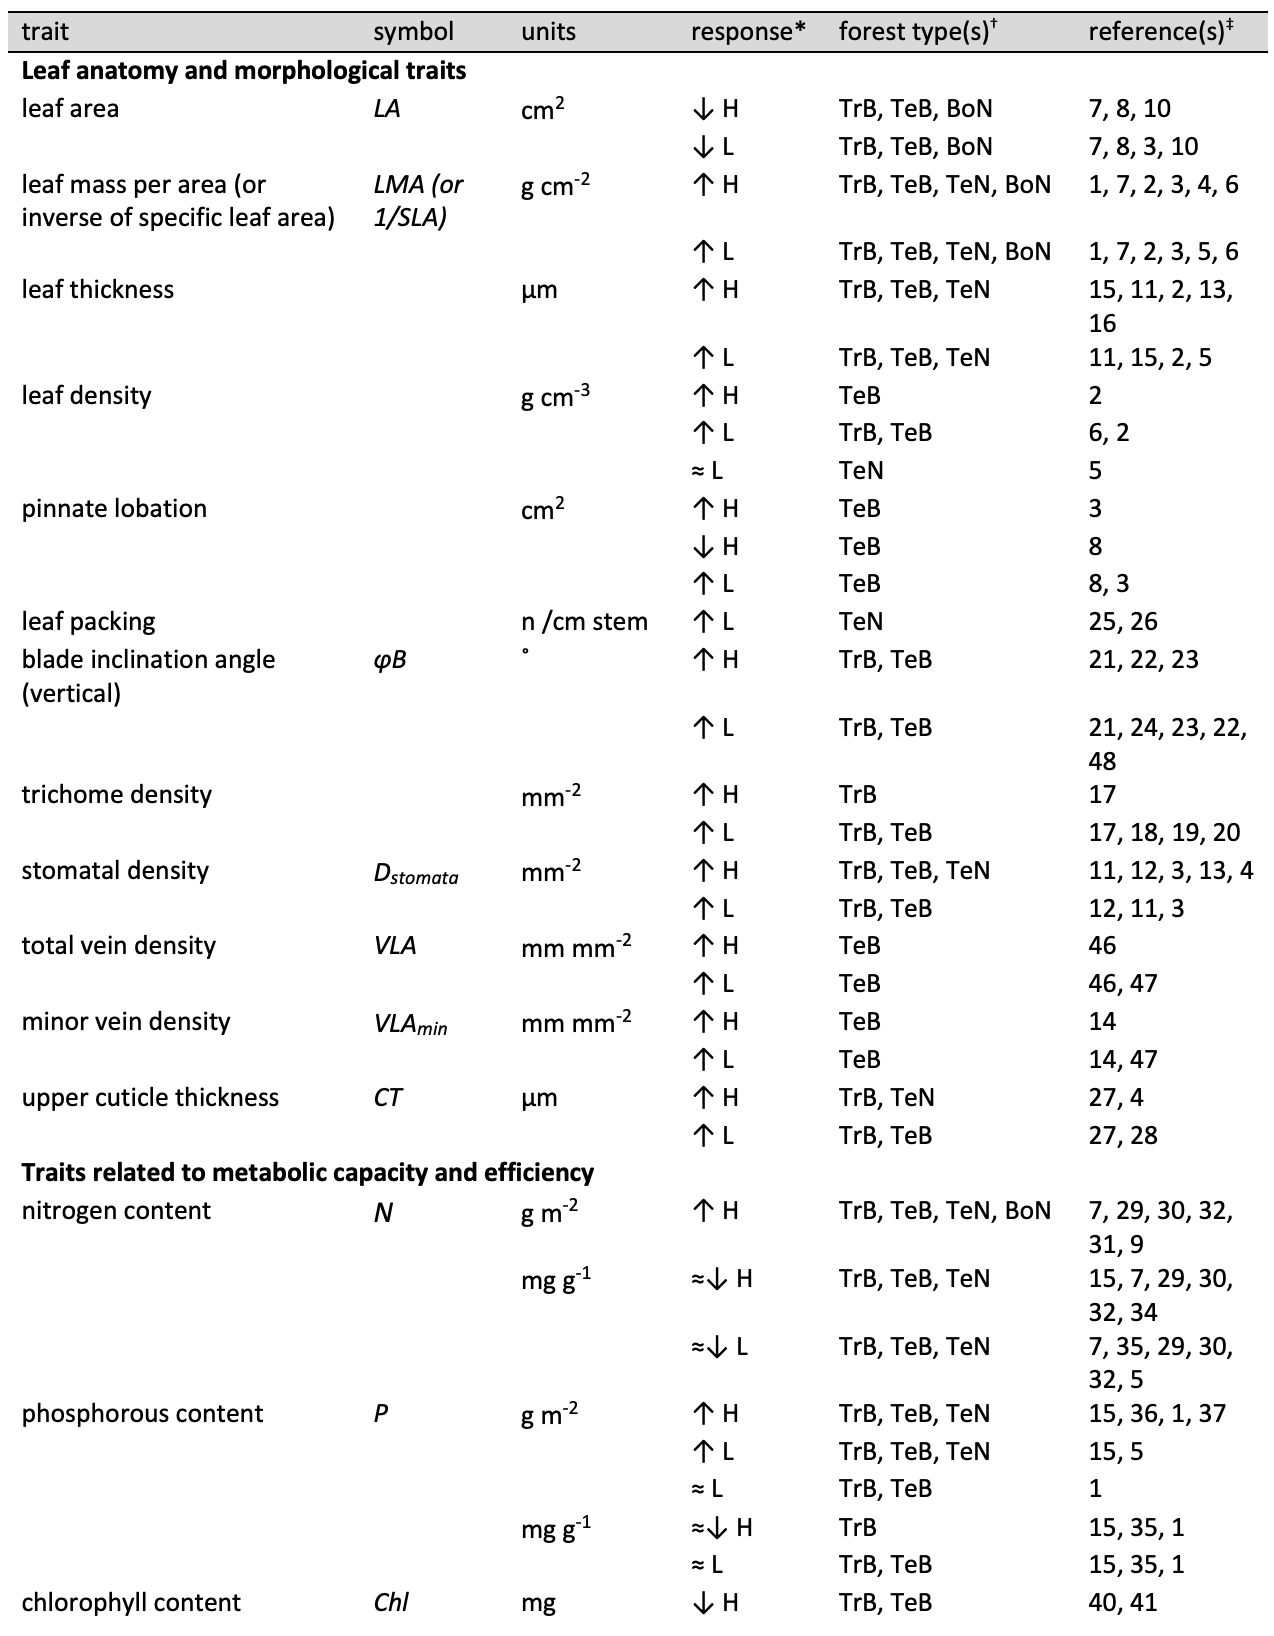 trait symbol units response* forest type(s)† reference(s)‡
Leaf anatomy and morphological traits
leaf area LA cm2 ↓ H TrB, TeB, BoN 7, 8, 10
↓ L TrB, TeB, BoN 7, 8, 3, 10
leaf mass per area (or LMA (or g cm-2 ↑ H TrB, TeB, TeN, BoN 1, 7, 2, 3, 4, 6
inverse of specific leaf area) 1/SLA)
↑ L TrB, TeB, TeN, BoN 1, 7, 2, 3, 5, 6
leaf thickness μm ↑ H TrB, TeB, TeN 15, 11, 2, 13,
16
↑ L TrB, TeB, TeN 11, 15, 2, 5
leaf density g cm-3 ↑ H TeB 2
↑ L TrB, TeB 6, 2
≈ L TeN 5
pinnate lobation cm2 ↑ H TeB 3
↓ H TeB 8
↑ L TeB 8, 3
leaf packing n /cm stem ↑ L TeN 25, 26
blade inclination angle φB ° ↑ H TrB, TeB 21, 22, 23
(vertical)
↑ L TrB, TeB 21, 24, 23, 22,
48
trichome density mm-2 ↑ H TrB 17
↑ L TrB, TeB 17, 18, 19, 20
stomatal density Dstomata mm-2 ↑ H TrB, TeB, TeN 11, 12, 3, 13, 4
↑ L TrB, TeB 12, 11, 3
total vein density VLA mm mm-2 ↑ H TeB 46
↑ L TeB 46, 47
minor vein density VLAmin mm mm-2 ↑ H TeB 14
↑ L TeB 14, 47
upper cuticle thickness CT μm ↑ H TrB, TeN 27, 4
↑ L TrB, TeB 27, 28
Traits related to metabolic capacity and efficiency
nitrogen content N g m-2 ↑ H TrB, TeB, TeN, BoN 7, 29, 30, 32,
31, 9
mg g-1 ≈↓ H TrB, TeB, TeN 15, 7, 29, 30,
32, 34
≈↓ L TrB, TeB, TeN 7, 35, 29, 30,
32, 5
phosphorous content P g m-2 ↑ H TrB, TeB, TeN 15, 36, 1, 37
↑ L TrB, TeB, TeN 15, 5
≈ L TrB, TeB 1
mg g-1 ≈↓ H TrB 15, 35, 1
≈ L TrB, TeB 15, 35, 1
chlorophyll content Chl mg ↓ H TrB, TeB 40, 41